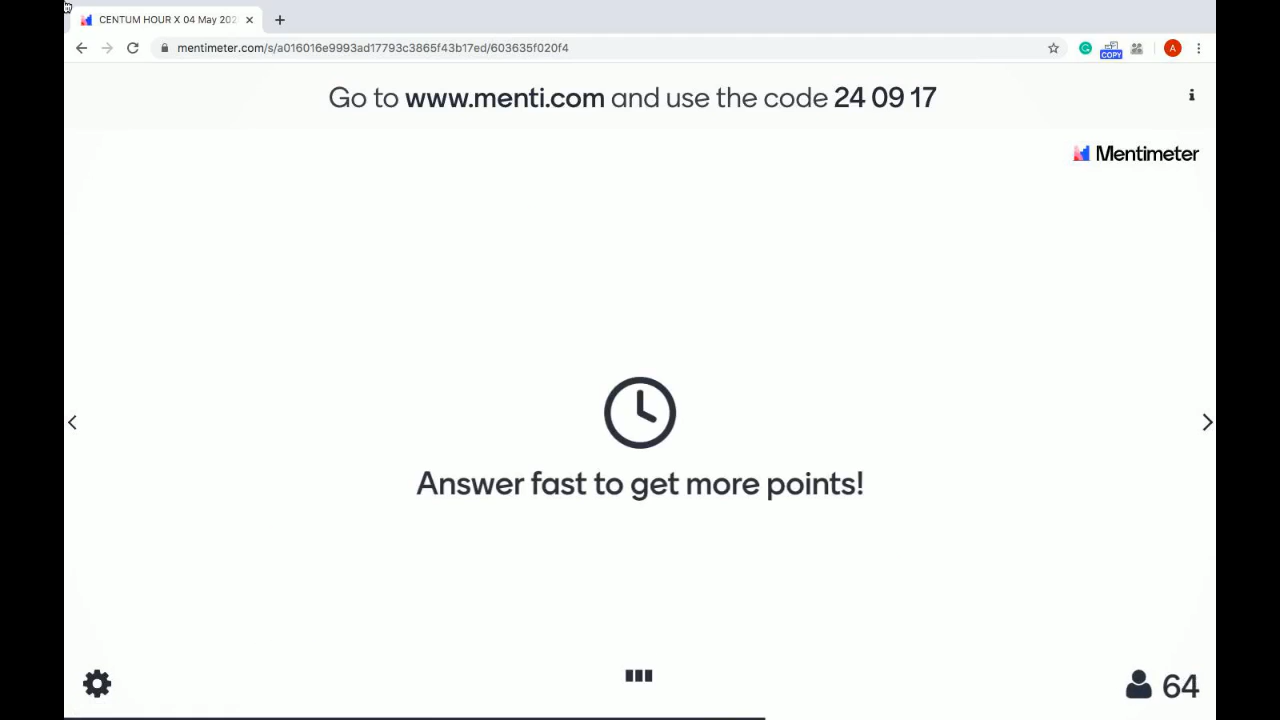 CENTUM HOUR X 04 May 202
mentimeter.com/s/a016016e9993ad17793c3865f43b17ed/603635f020f4
COPY
A
Go to www.menti.com and use the code 24 09 17
i
Mentimeter
Answer fast to get more points!
64